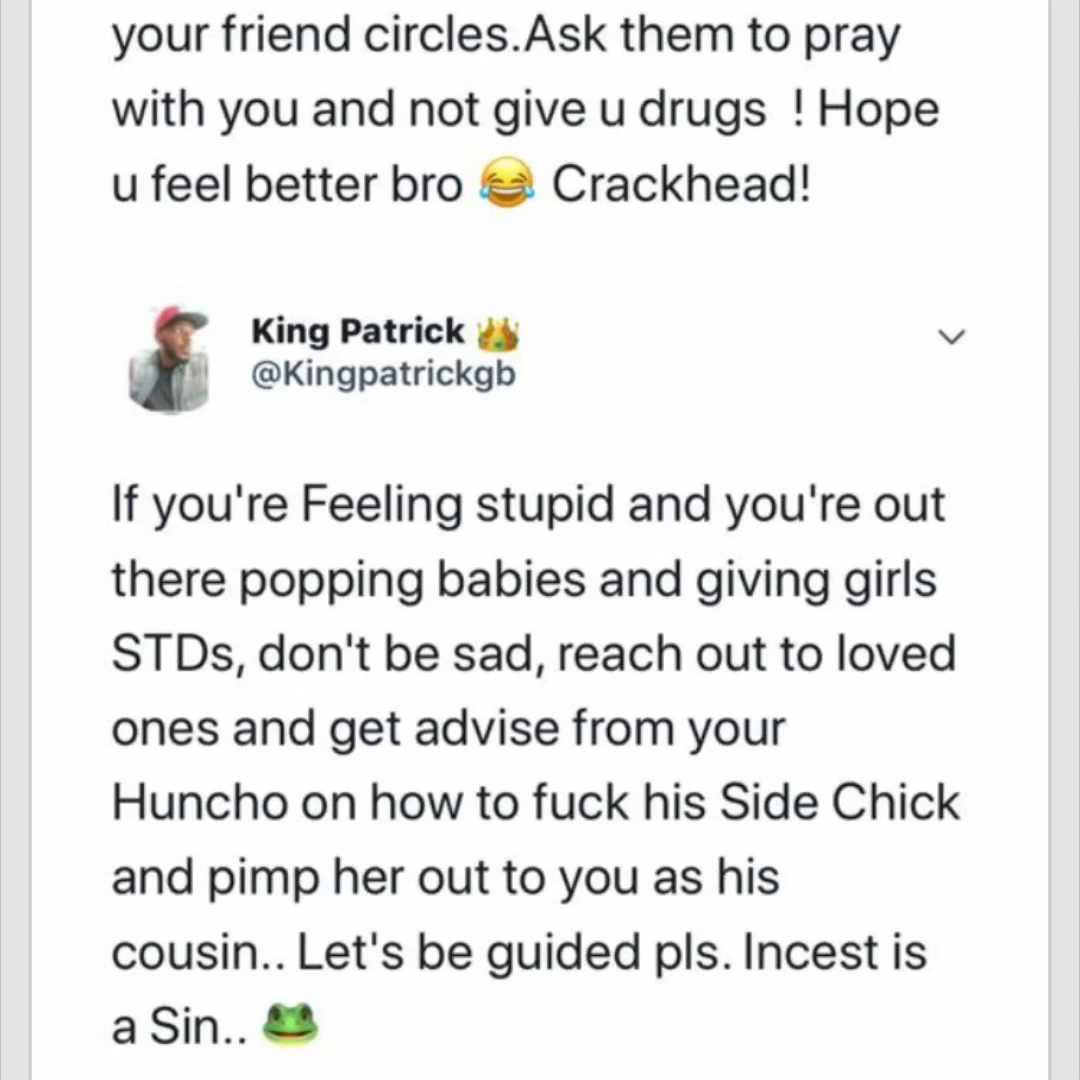 your friend circles.Ask them to pray
with you and not give u drugs ! Hope
u feel better bro 😂 Crackhead!
King Patrick 👑
@Kingpatrickgb
If you're Feeling stupid and you're out
there popping babies and giving girls
STDs, don't be sad, reach out to loved
ones and get advise from your
Huncho on how to fuck his Side Chick
and pimp her out to you as his
cousin.. Let's be guided pls. Incest is
a Sin.. 🐸